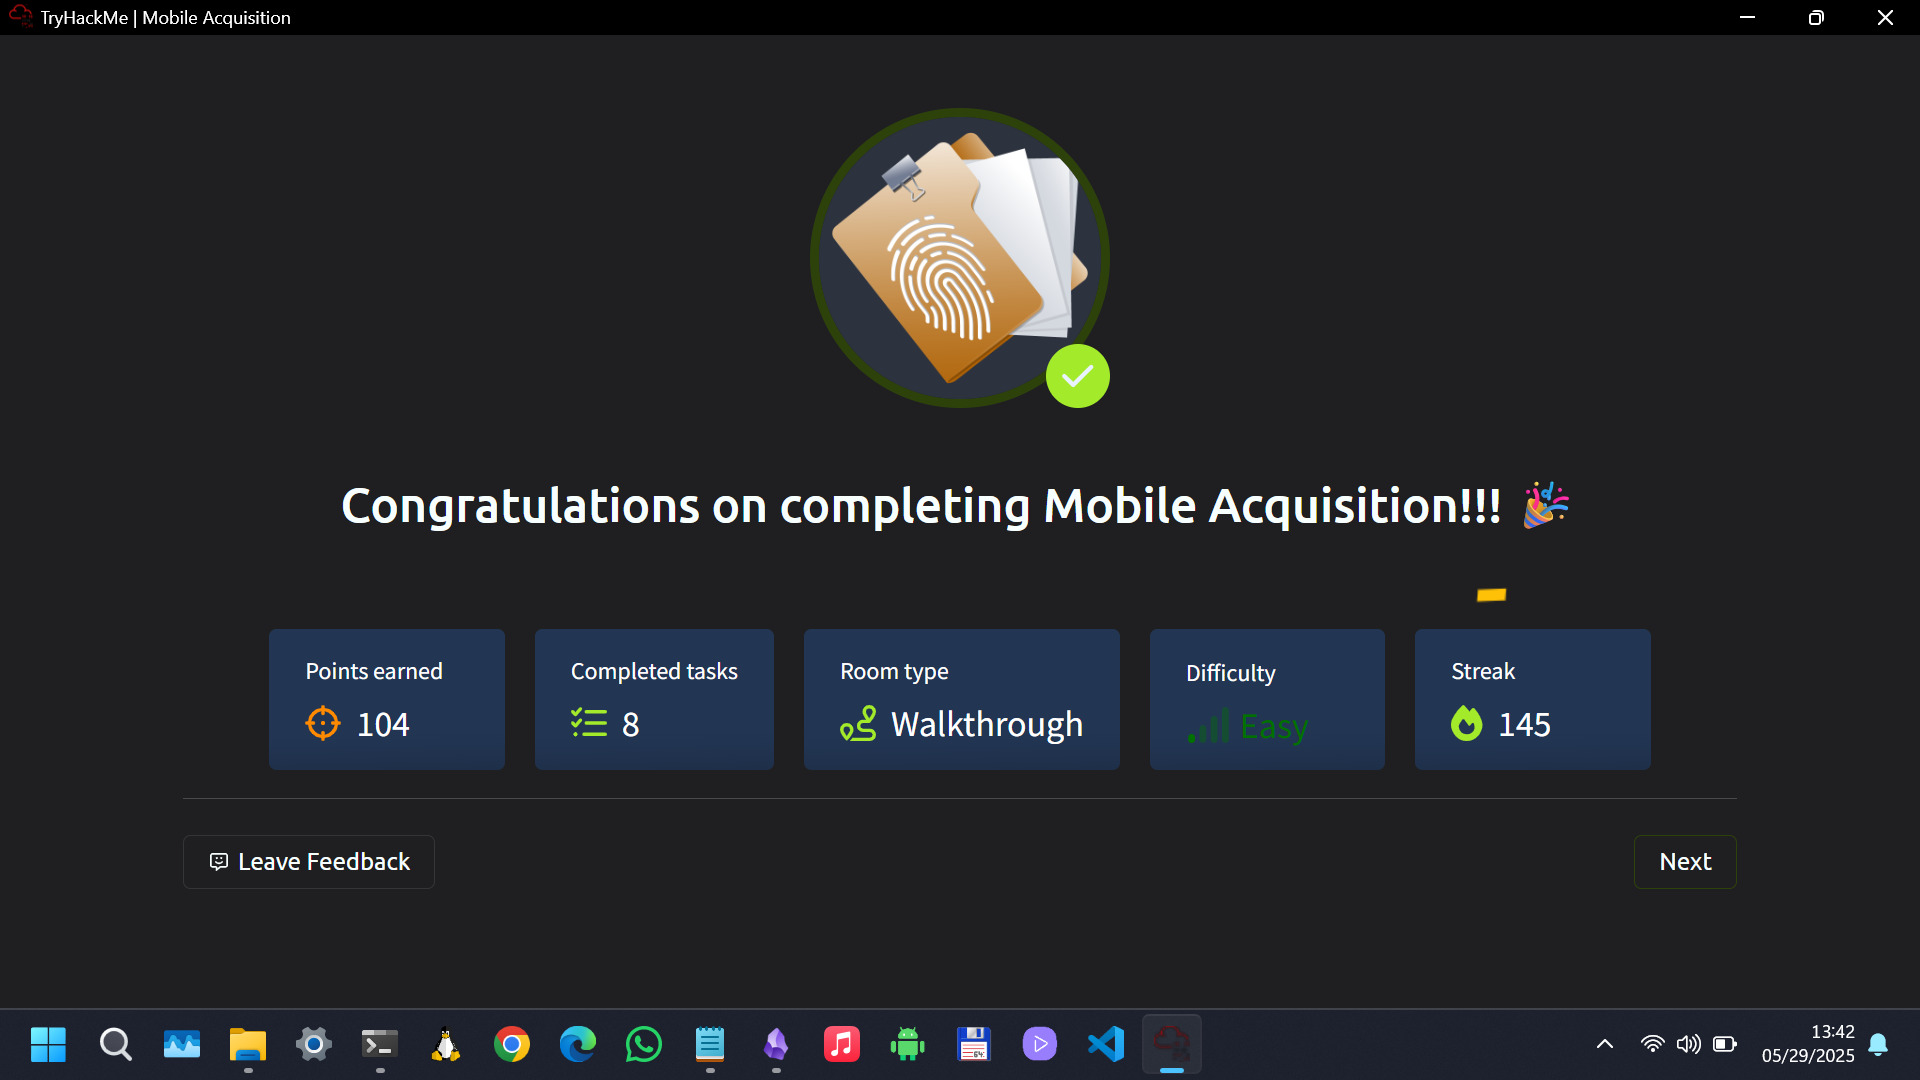 TryHackMe | Mobile Acquisition
Congratulations on completing Mobile Acquisition!!! 🎉
Points earned
104
Completed tasks
8
Room type
Walkthrough
Difficulty
Easy
Streak
145
Leave Feedback
Next
64
13:42
05/29/2025